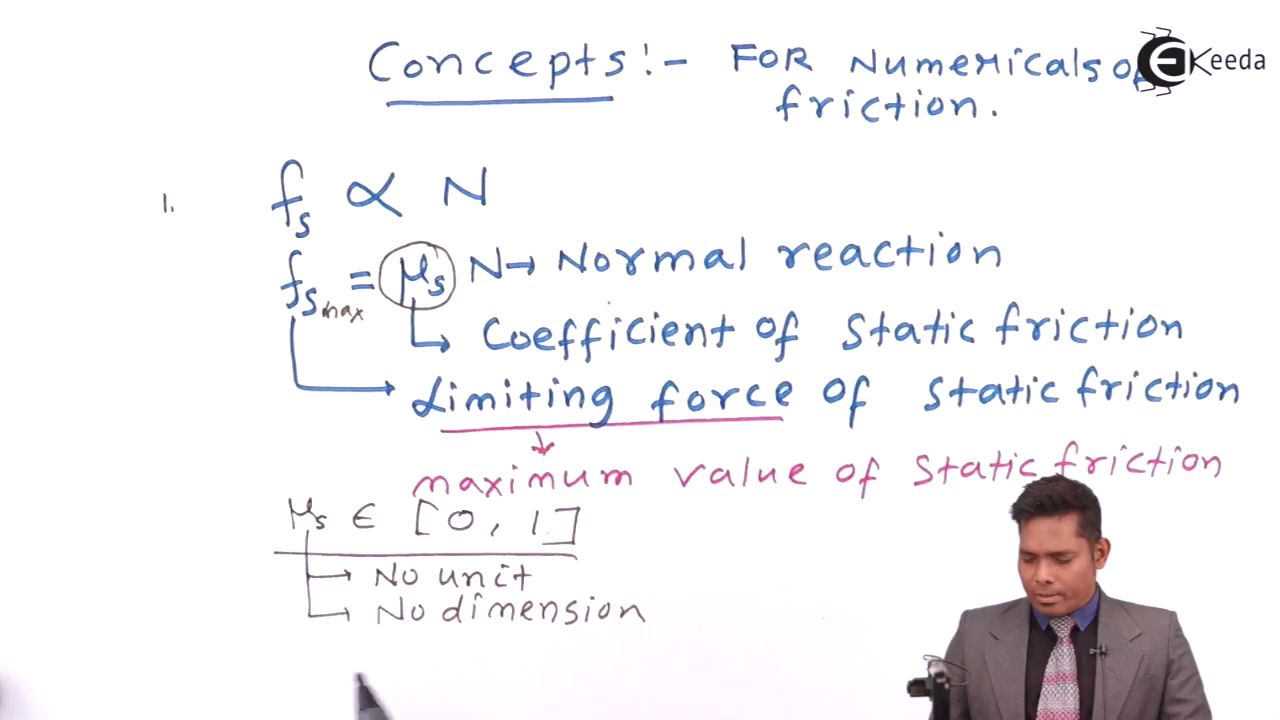 Concepts:- FOR Numericals of
friction.
Keeda
1. fs ∝ N
fsmax = μs N → Normal reaction
Coefficient of static friction
Limiting force of static friction
maximum value of static friction
μs ∈ [0, 1]
No unit
No dimension